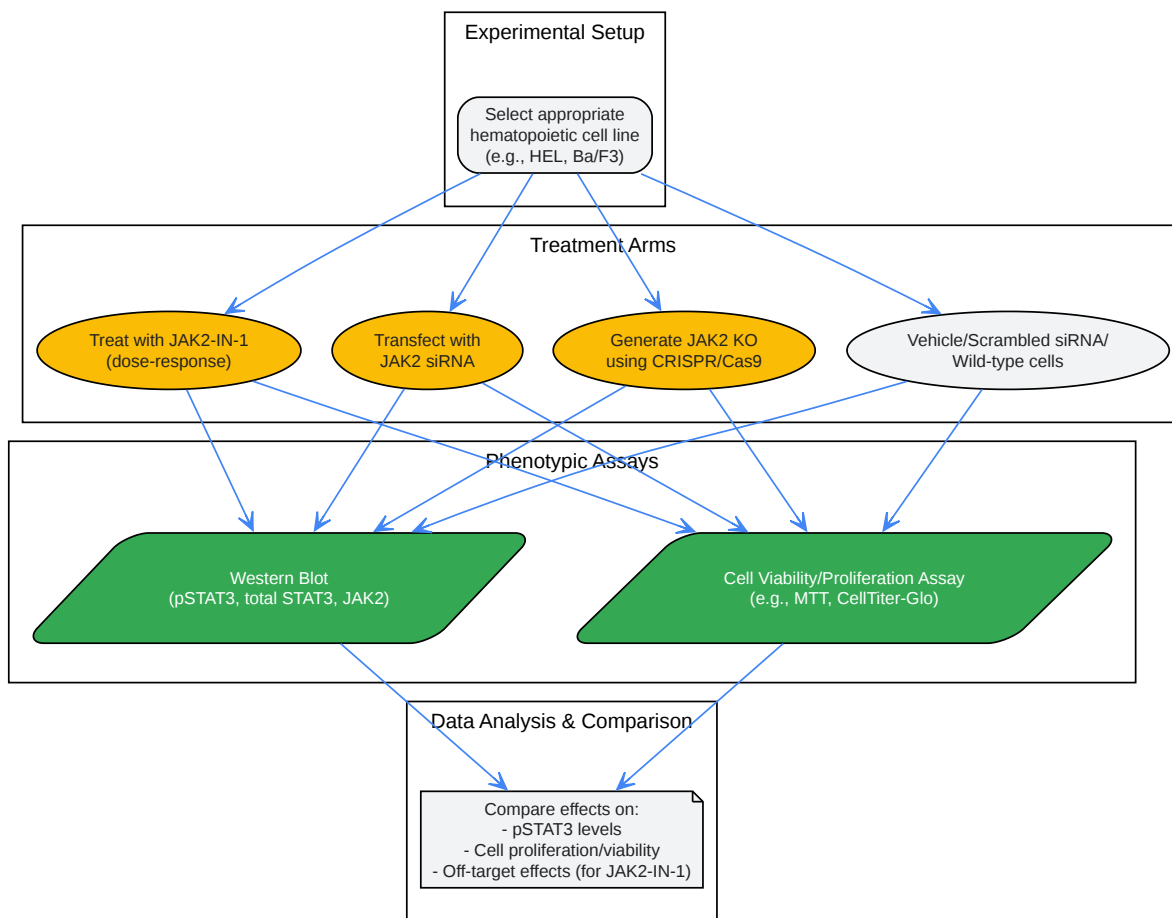 Experimental Setup
Select appropriate
hematopoietic cell line
(e.g., HEL, Ba/F3)
Treatment Arms
Treat with JAK2-IN-1
(dose-response)
Transfect with
JAK2 siRNA
Generate JAK2 KO
using CRISPR/Cas9
Vehicle/Scrambled siRNA/
Wild-type cells
Phenotypic Assays
Western Blot
(pSTAT3, total STAT3, JAK2)
Cell Viability/Proliferation Assay
(e.g., MTT, CellTiter-Glo)
Data Analysis & Comparison
Compare effects on:
- pSTAT3 levels
- Cell proliferation/viability
- Off-target effects (for JAK2-IN-1)